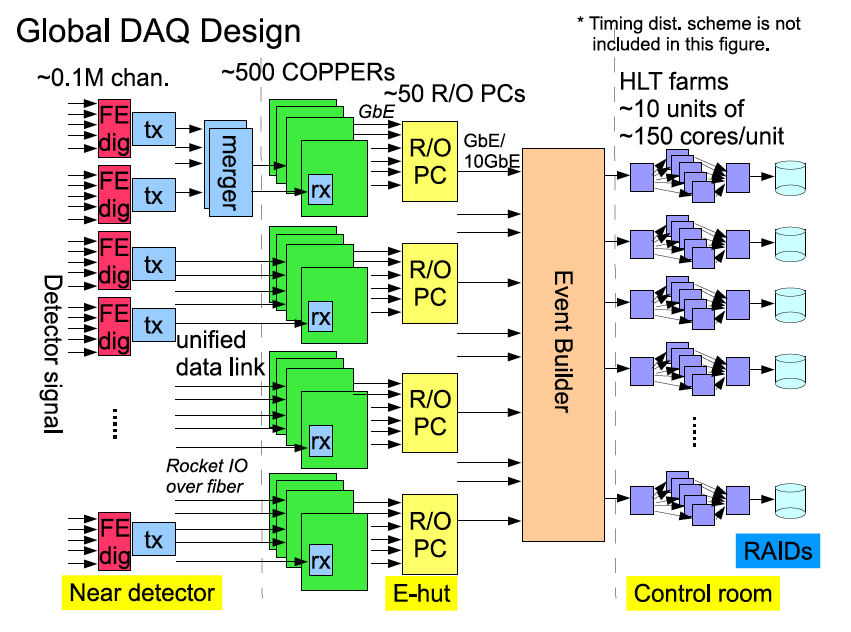 Global DAQ Design
* Timing dist. scheme is not
included in this figure.
~0.1M chan.
~500 COPPERs
~50 R/O PCs
HLT farms
~10 units of
~150 cores/unit
GbE
GbE/
10GbE
FE
dig
tx
merger
rx
R/O
PC
FE
dig
tx
FE
dig
tx
rx
R/O
PC
FE
dig
tx
Detector signal
unified
data link
Event Builder
rx
R/O
PC
Rocket IO
over fiber
FE
dig
tx
rx
R/O
PC
RAIDs
Near detector
E-hut
Control room